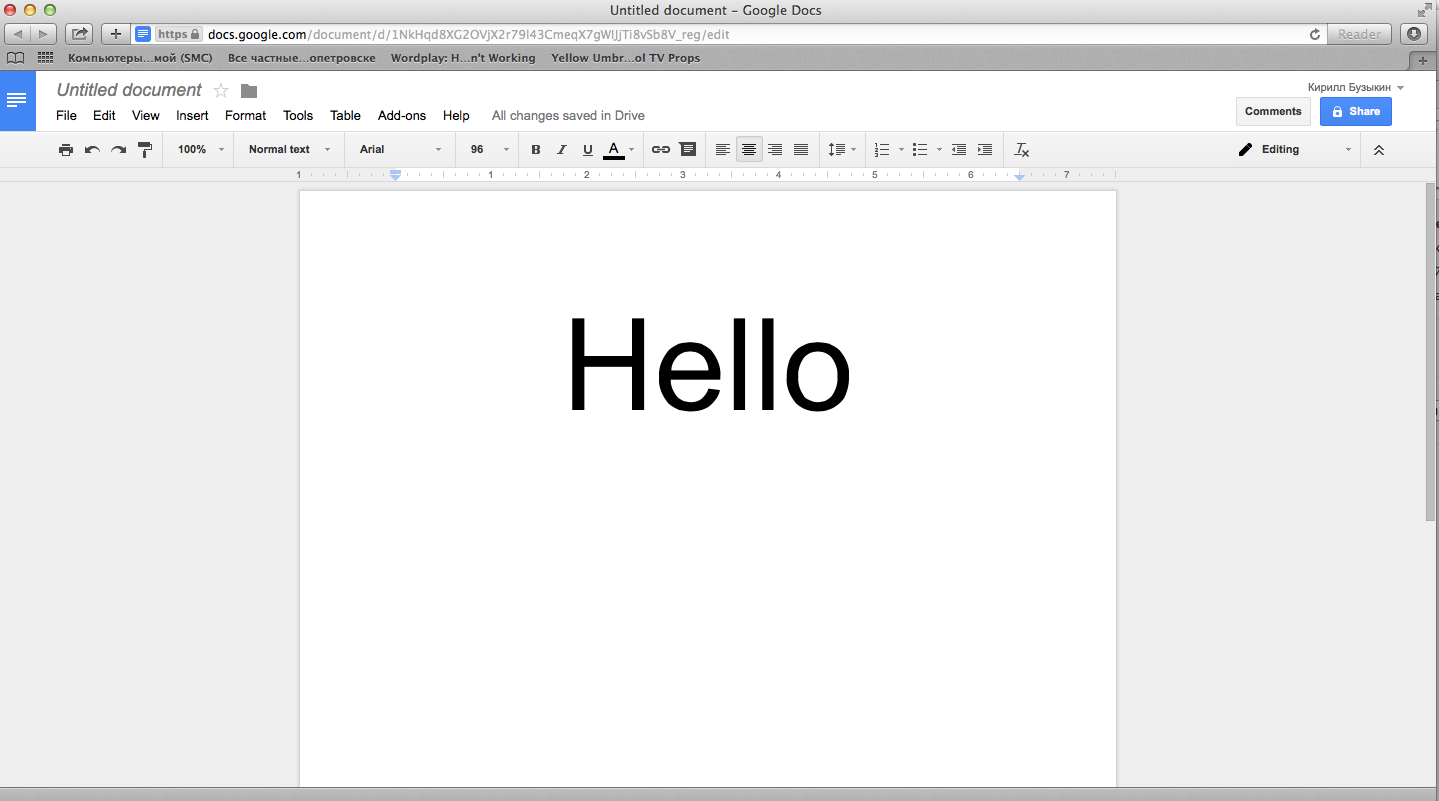 Untitled document – Google Docs
https docs.google.com/document/d/1NkHqd8XG2OVjX2r79l43CmeqX7gWlJjTi8vSb8V_reg/edit Reader
Компьютеры...мой (SMC) Все частные...опетровске Wordplay: H...n't Working Yellow Umbr...ol TV Props
Untitled document Кирилл Бузыкин
File Edit View Insert Format Tools Table Add-ons Help All changes saved in Drive Comments Share
100% Normal text Arial 96 B I U A Editing
1 1 2 3 4 5 6 7
Hello